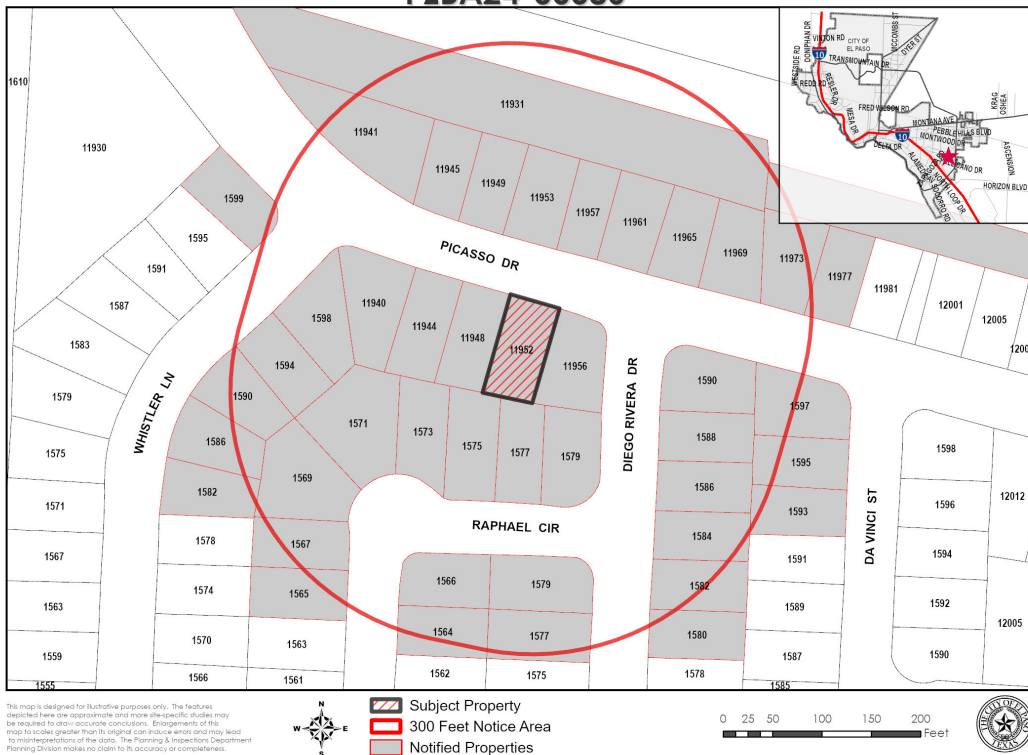 1610
11930
1599
1595
1591
1587
1583
1579
1575
1571
1567
1563
1559
1555
11931
11941
11945
11949
11953
11957
11961
11965
11969
11973
11977
11981
12001
12005
PICASSO DR
WHISTLER LN
DIEGO RIVERA DR
RAPHAEL CIR
DA VINCI ST
1598
11940
11944
11948
11952
11956
1594
1590
1586
1582
1578
1574
1570
1566
1571
1573
1575
1577
1579
1569
1567
1565
1563
1561
1566
1579
1564
1577
1562
1575
1590
1588
1586
1584
1582
1580
1578
1597
1595
1593
1591
1589
1587
1585
1598
1596
1594
1592
1590
12012
12005
DONIPHAN DR
VINTON RD
CITY OF
EL PASO
MCCOMBS ST
DYER ST
TRANSMOUNTAIN DR
WESTSIDE RD
REDD RD
RESLER DR
MESA DR
FRED WILSON RD
MONTANA AVE
PEBBLE HILLS BLVD
MONTWOOD DR
DELTA DR
KRAG
OSHEA
ASCENSION
HORIZON BLVD
NORTH LOOP DR
SOCORRO RD
10
10
This map is designed for illustrative purposes only. The features
depicted here are approximate and more site-specific studies may
be required to draw accurate conclusions. Enlargements of this
map to scales greater than its original can induce errors and may lead
to misinterpretations of the data. The Planning & Inspections Department
Planning Division makes no claim to its accuracy or completeness.
N
W
E
S
Subject Property
300 Feet Notice Area
Notified Properties
0 25 50 100 150 200
Feet